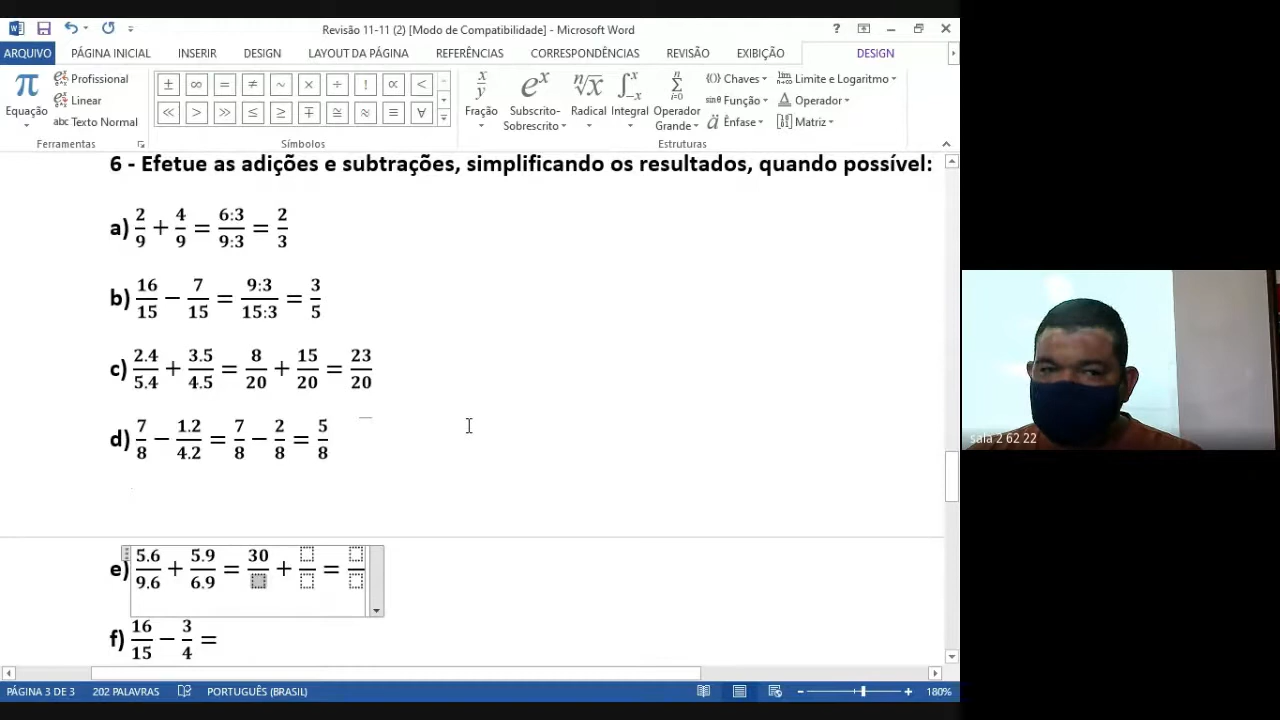 Revisão 11-11 (2) [Modo de Compatibilidade] - Microsoft Word
DESIGN
ARQUIVO PÁGINA INICIAL INSERIR DESIGN LAYOUT DA PÁGINA REFERÊNCIAS CORRESPONDÊNCIAS REVISÃO EXIBIÇÃO DESIGN
π Equação
Profissional
Linear
abc Texto Normal
Ferramentas
± ∞ = ≠ ~ × ÷ ! ∝ <
≪ > ≫ ≤ ≥ ∓ ≅ ≈ ≡ ∀
Símbolos
Fração Subscrito-Sobrescrito Radical Integral Operador Grande
{()} Chaves
sinθ Função
ä Ênfase
Limite e Logaritmo
Operador
Matriz
Estruturas
6 - Efetue as adições e subtrações, simplificando os resultados, quando possível:
a) 2/9 + 4/9 = 6:3/9:3 = 2/3
b) 16/15 − 7/15 = 9:3/15:3 = 3/5
c) 2.4/5.4 + 3.5/4.5 = 8/20 + 15/20 = 23/20
d) 7/8 − 1.2/4.2 = 7/8 − 2/8 = 5/8
e) 5.6/9.6 + 5.9/6.9 = 30/ + =
f) 16/15 − 3/4 =
sala 2 62 22
PÁGINA 3 DE 3 202 PALAVRAS PORTUGUÊS (BRASIL) 180%